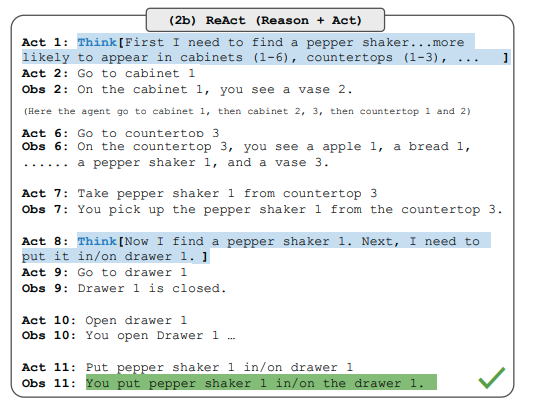 (2b) ReAct (Reason + Act)
Act 1: Think[First I need to find a pepper shaker...more
likely to appear in cabinets (1-6), countertops (1-3), ... ]
Act 2: Go to cabinet 1
Obs 2: On the cabinet 1, you see a vase 2.
(Here the agent go to cabinet 1, then cabinet 2, 3, then countertop 1 and 2)
Act 6: Go to countertop 3
Obs 6: On the countertop 3, you see a apple 1, a bread 1,
...... a pepper shaker 1, and a vase 3.
Act 7: Take pepper shaker 1 from countertop 3
Obs 7: You pick up the pepper shaker 1 from the countertop 3.
Act 8: Think[Now I find a pepper shaker 1. Next, I need to
put it in/on drawer 1. ]
Act 9: Go to drawer 1
Obs 9: Drawer 1 is closed.
Act 10: Open drawer 1
Obs 10: You open Drawer 1 …
Act 11: Put pepper shaker 1 in/on drawer 1
Obs 11: You put pepper shaker 1 in/on the drawer 1.